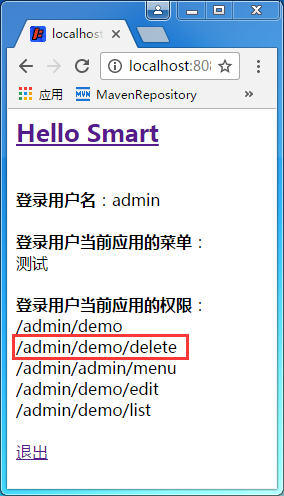 localhost
localhost:808
应用
MVN
MavenRepository
»
Hello Smart
登录用户名：admin
登录用户当前应用的菜单：
测试
登录用户当前应用的权限：
/admin/demo
/admin/demo/delete
/admin/admin/menu
/admin/demo/edit
/admin/demo/list
退出